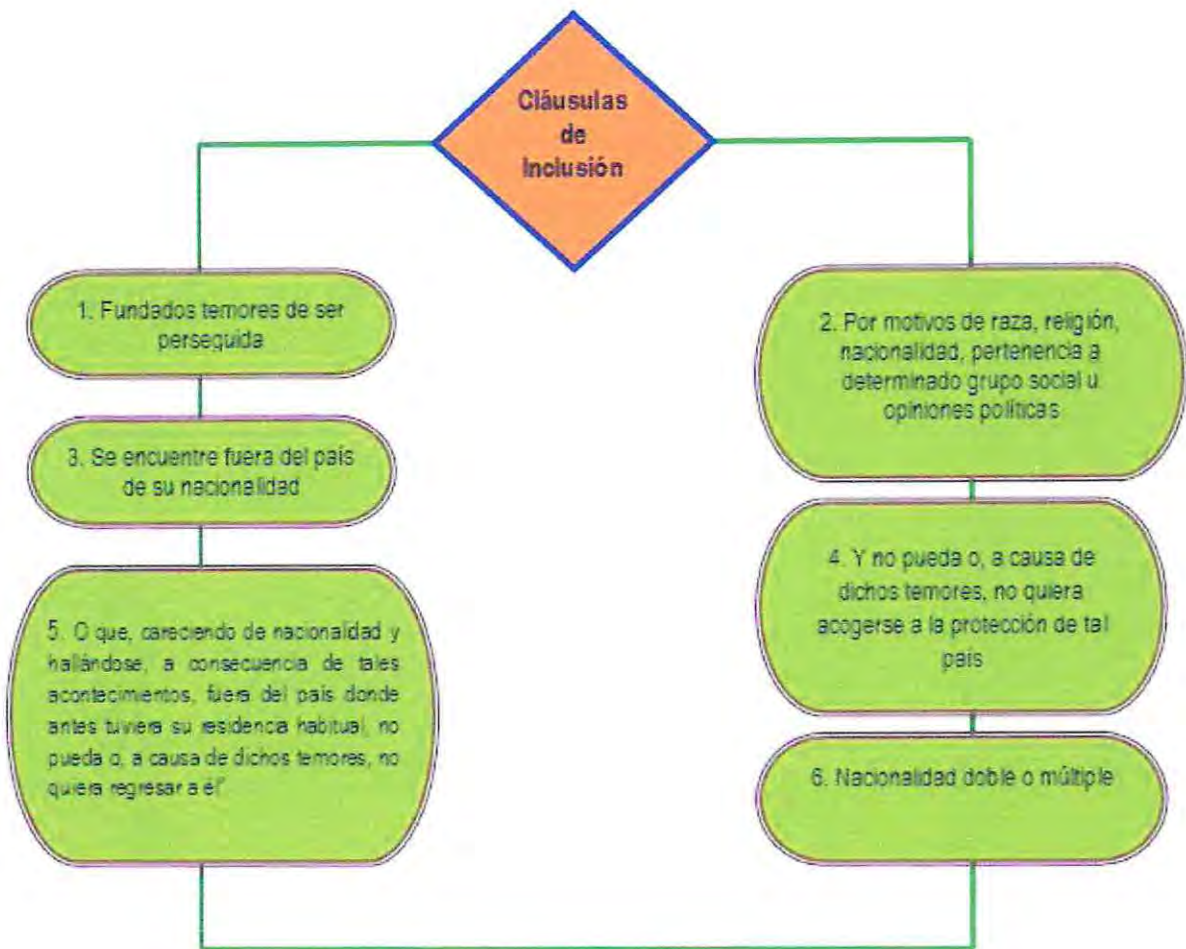 Cláusulas
de
Inclusión
1. Fundados temores de ser
perseguida
2. Por motivos de raza, religión,
nacionalidad, pertenencia a
determinado grupo social u
opiniones políticas
3. Se encuentre fuera del país
de su nacionalidad
4. Y no pueda o, a causa de
dichos temores, no quiera
acogerse a la protección de tal
país
5. O que, careciendo de nacionalidad y
hallándose, a consecuencia de tales
acontecimientos, fuera del país donde
antes tuviera su residencia habitual, no
pueda o, a causa de dichos temores, no
quiera regresar a él"
6. Nacionalidad doble o múltiple